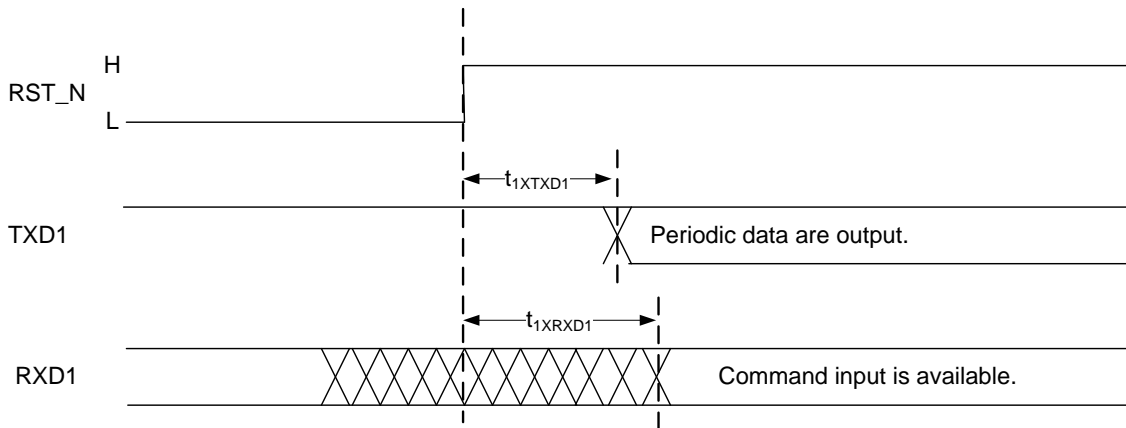 H
RST_N
L
t1XTXD1
TXD1
Periodic data are output.
t1XRXD1
RXD1
Command input is available.